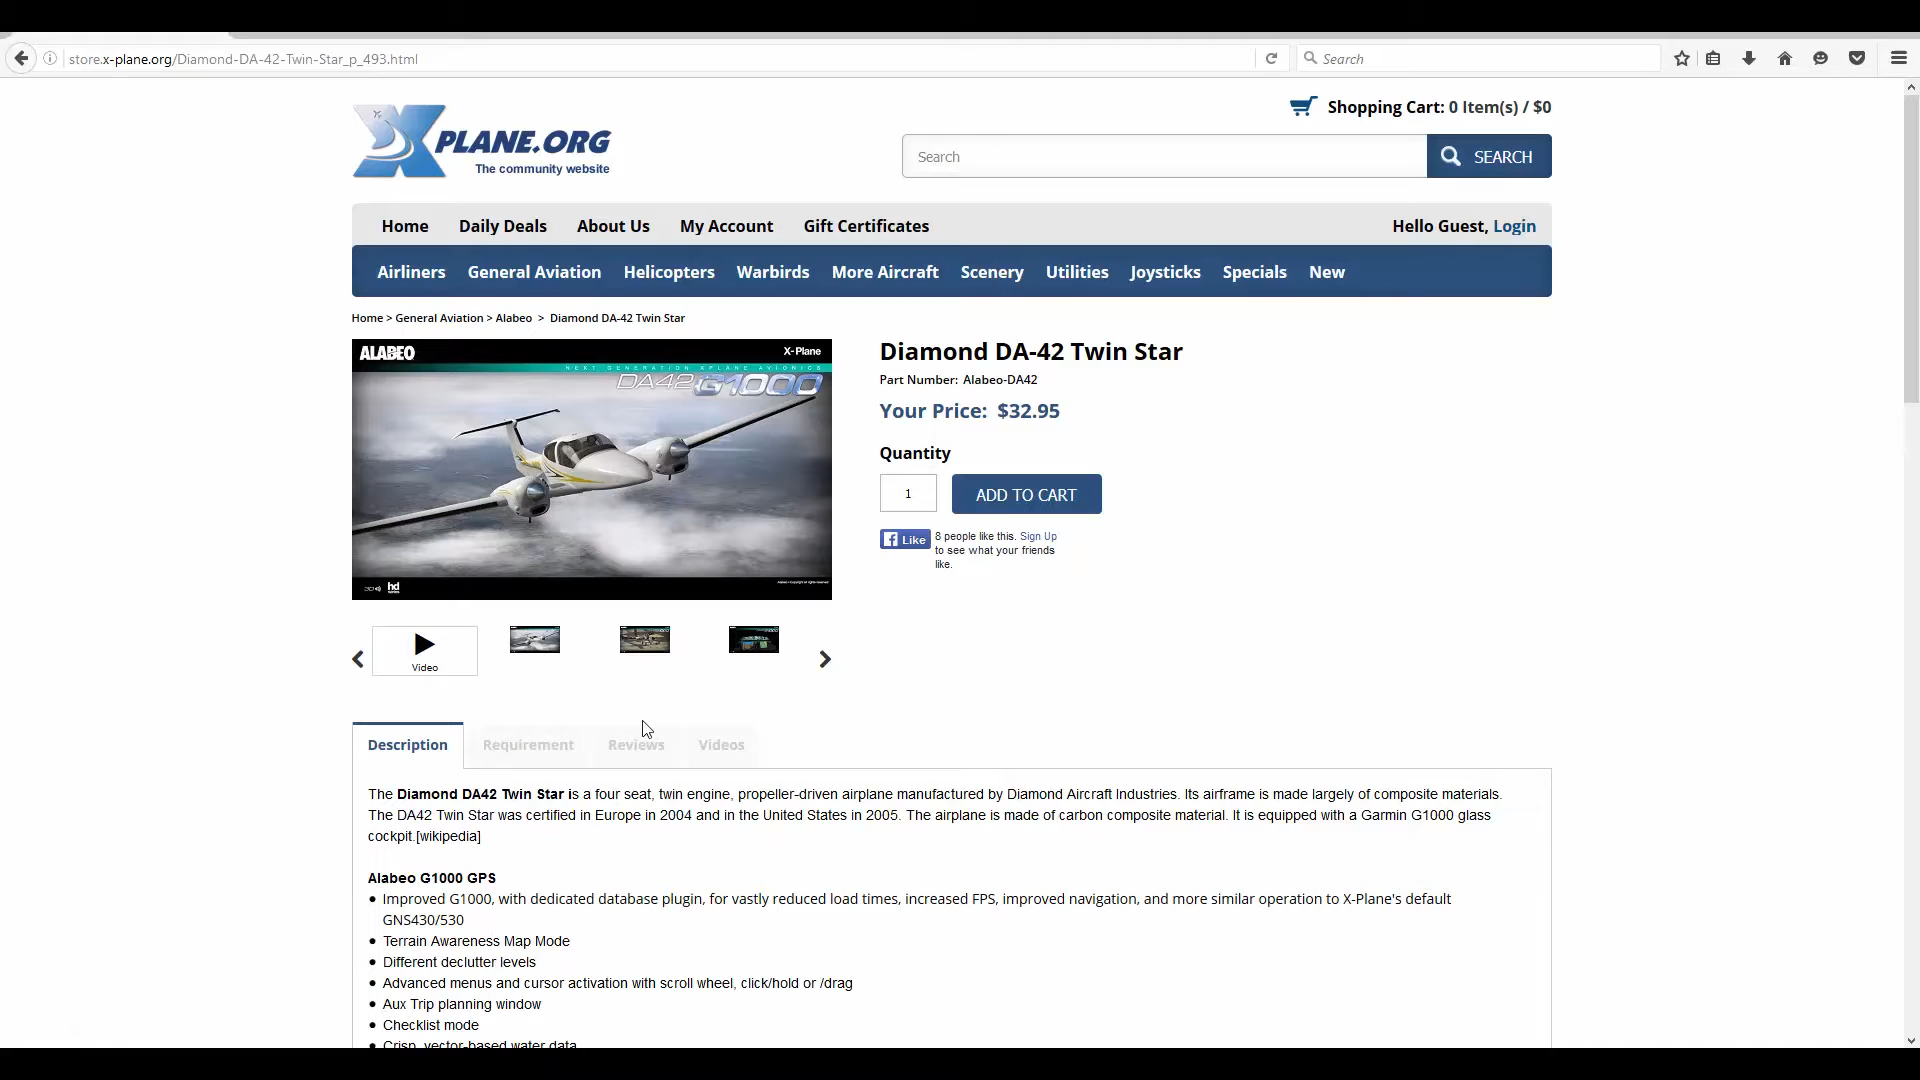 store.x-plane.org/Diamond-DA-42-Twin-Star_p_493.html
Search
Shopping Cart: 0 Item(s) / $0
X PLANE.ORG
The community website
Search
SEARCH
Home Daily Deals About Us My Account Gift Certificates Hello Guest, Login
Airliners General Aviation Helicopters Warbirds More Aircraft Scenery Utilities Joysticks Specials New
Home > General Aviation > Alabeo > Diamond DA-42 Twin Star
ALABEO X-Plane
NEXT GENERATION XPLANE AVIONICS
DA42 G1000
hd
Diamond DA-42 Twin Star
Part Number: Alabeo-DA42
Your Price: $32.95
Quantity
1 ADD TO CART
Like 8 people like this. Sign Up
to see what your friends
like.
Video
Description Requirement Reviews Videos
The Diamond DA42 Twin Star is a four seat, twin engine, propeller-driven airplane manufactured by Diamond Aircraft Industries. Its airframe is made largely of composite materials.
The DA42 Twin Star was certified in Europe in 2004 and in the United States in 2005. The airplane is made of carbon composite material. It is equipped with a Garmin G1000 glass
cockpit.[wikipedia]
Alabeo G1000 GPS
• Improved G1000, with dedicated database plugin, for vastly reduced load times, increased FPS, improved navigation, and more similar operation to X-Plane's default
GNS430/530
• Terrain Awareness Map Mode
• Different declutter levels
• Advanced menus and cursor activation with scroll wheel, click/hold or /drag
• Aux Trip planning window
• Checklist mode
• Crisp, vector-based water data